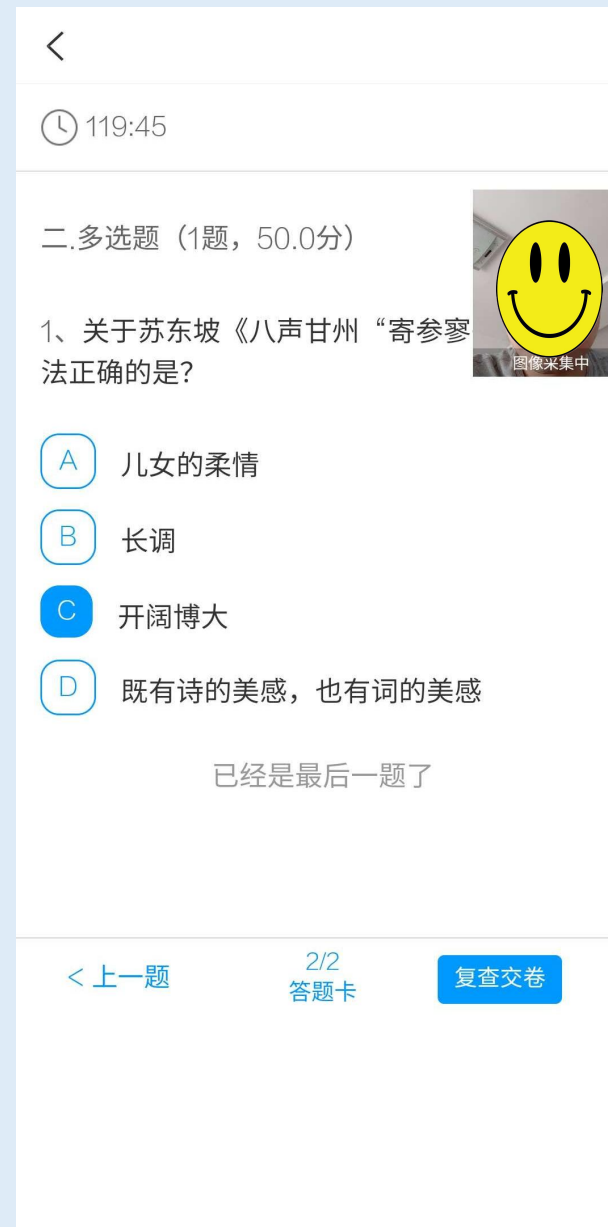 119:45
二.多选题（1题，50.0分）
1、关于苏东坡《八声甘州“寄参寥
法正确的是？
图像采集中
A 儿女的柔情
B 长调
C 开阔博大
D 既有诗的美感，也有词的美感
已经是最后一题了
< 上一题
2/2
答题卡
复查交卷